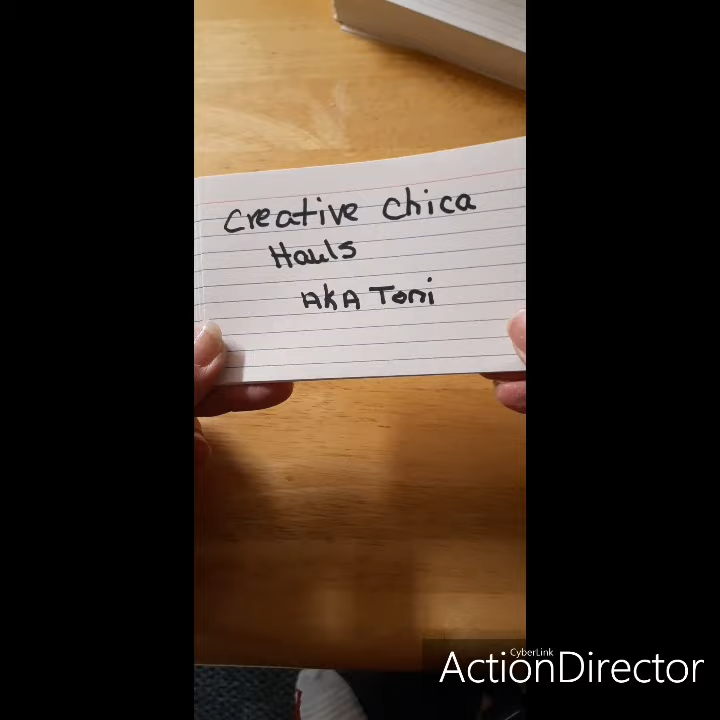 Creative Chica
Hauls
AKA Toni
CyberLink
ActionDirector